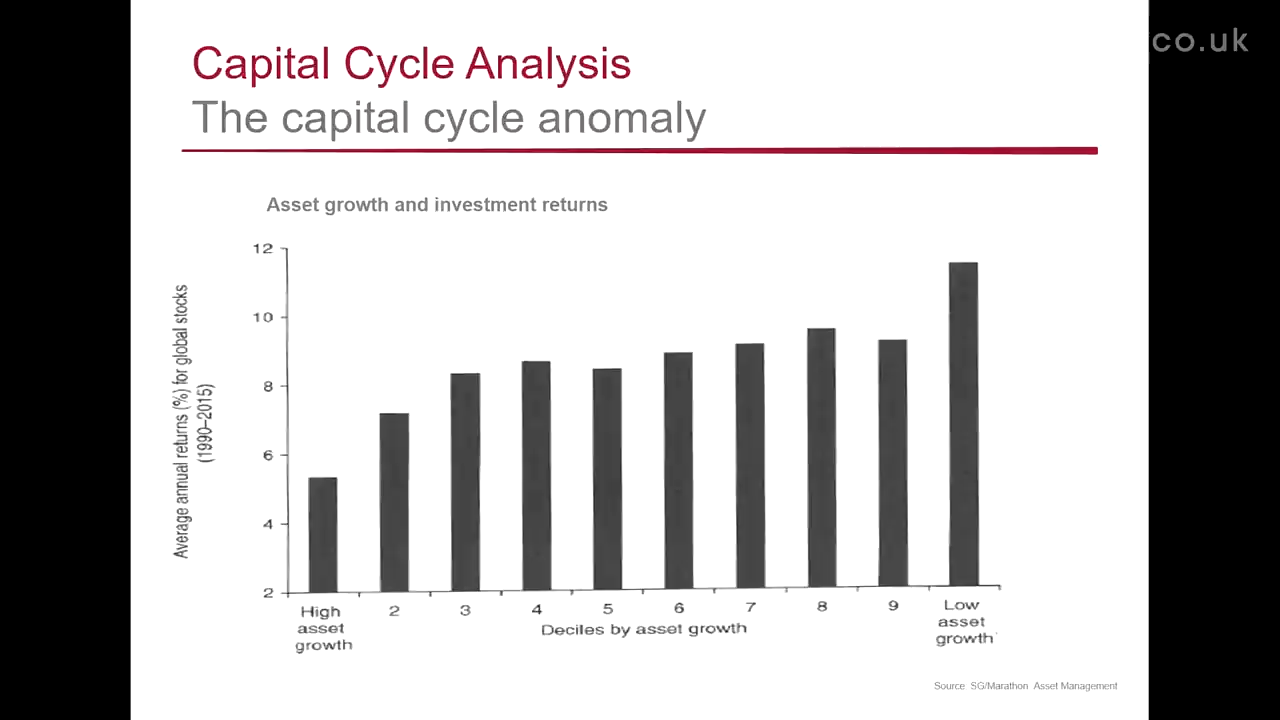 co.uk
Capital Cycle Analysis
The capital cycle anomaly
Asset growth and investment returns
Average annual returns (%) for global stocks
(1990–2015)
12
10
8
6
4
2
High
asset
growth
2
3
4
5
6
7
8
9
Low
asset
growth
Deciles by asset growth
Source SG/Marathon Asset Management